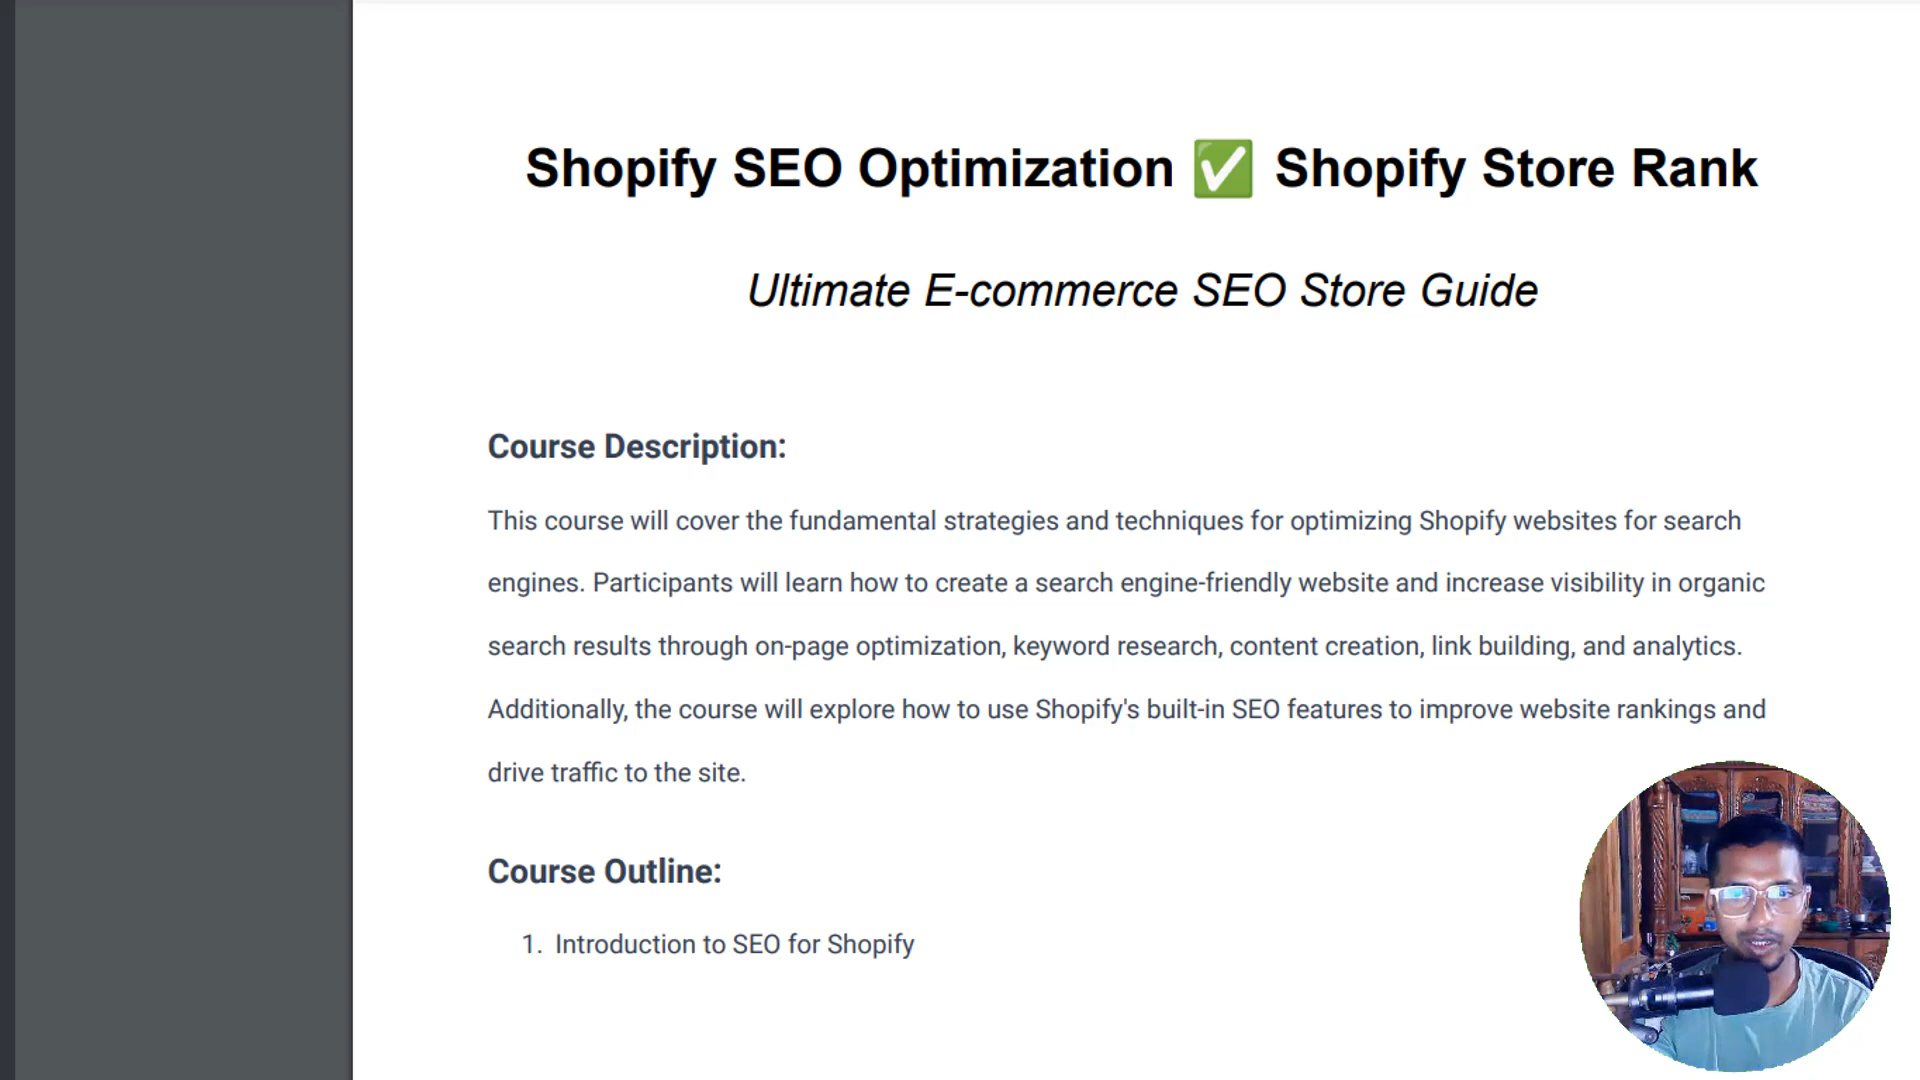 Shopify SEO Optimization ✅ Shopify Store Rank
Ultimate E-commerce SEO Store Guide
Course Description:
This course will cover the fundamental strategies and techniques for optimizing Shopify websites for search
engines. Participants will learn how to create a search engine-friendly website and increase visibility in organic
search results through on-page optimization, keyword research, content creation, link building, and analytics.
Additionally, the course will explore how to use Shopify's built-in SEO features to improve website rankings and
drive traffic to the site.
Course Outline:
1. Introduction to SEO for Shopify